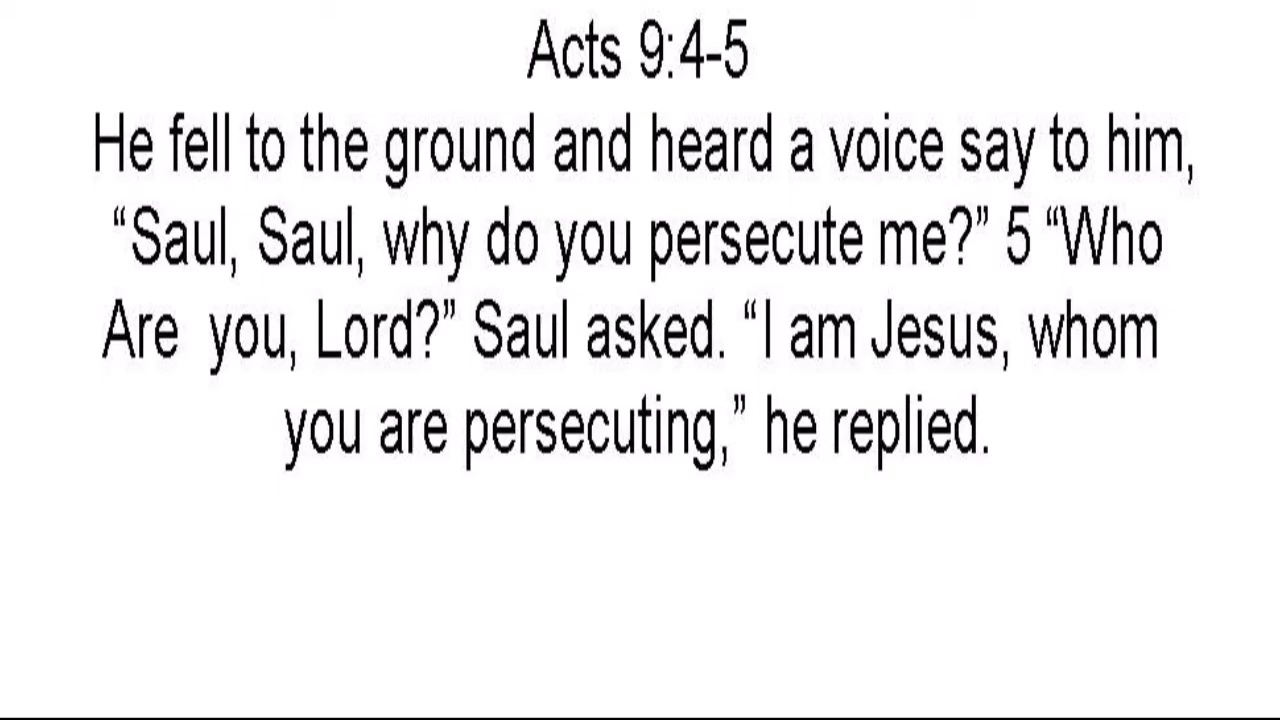 Acts 9:4-5
He fell to the ground and heard a voice say to him,
“Saul, Saul, why do you persecute me?” 5 “Who
Are  you, Lord?” Saul asked. “I am Jesus, whom
you are persecuting,” he replied.